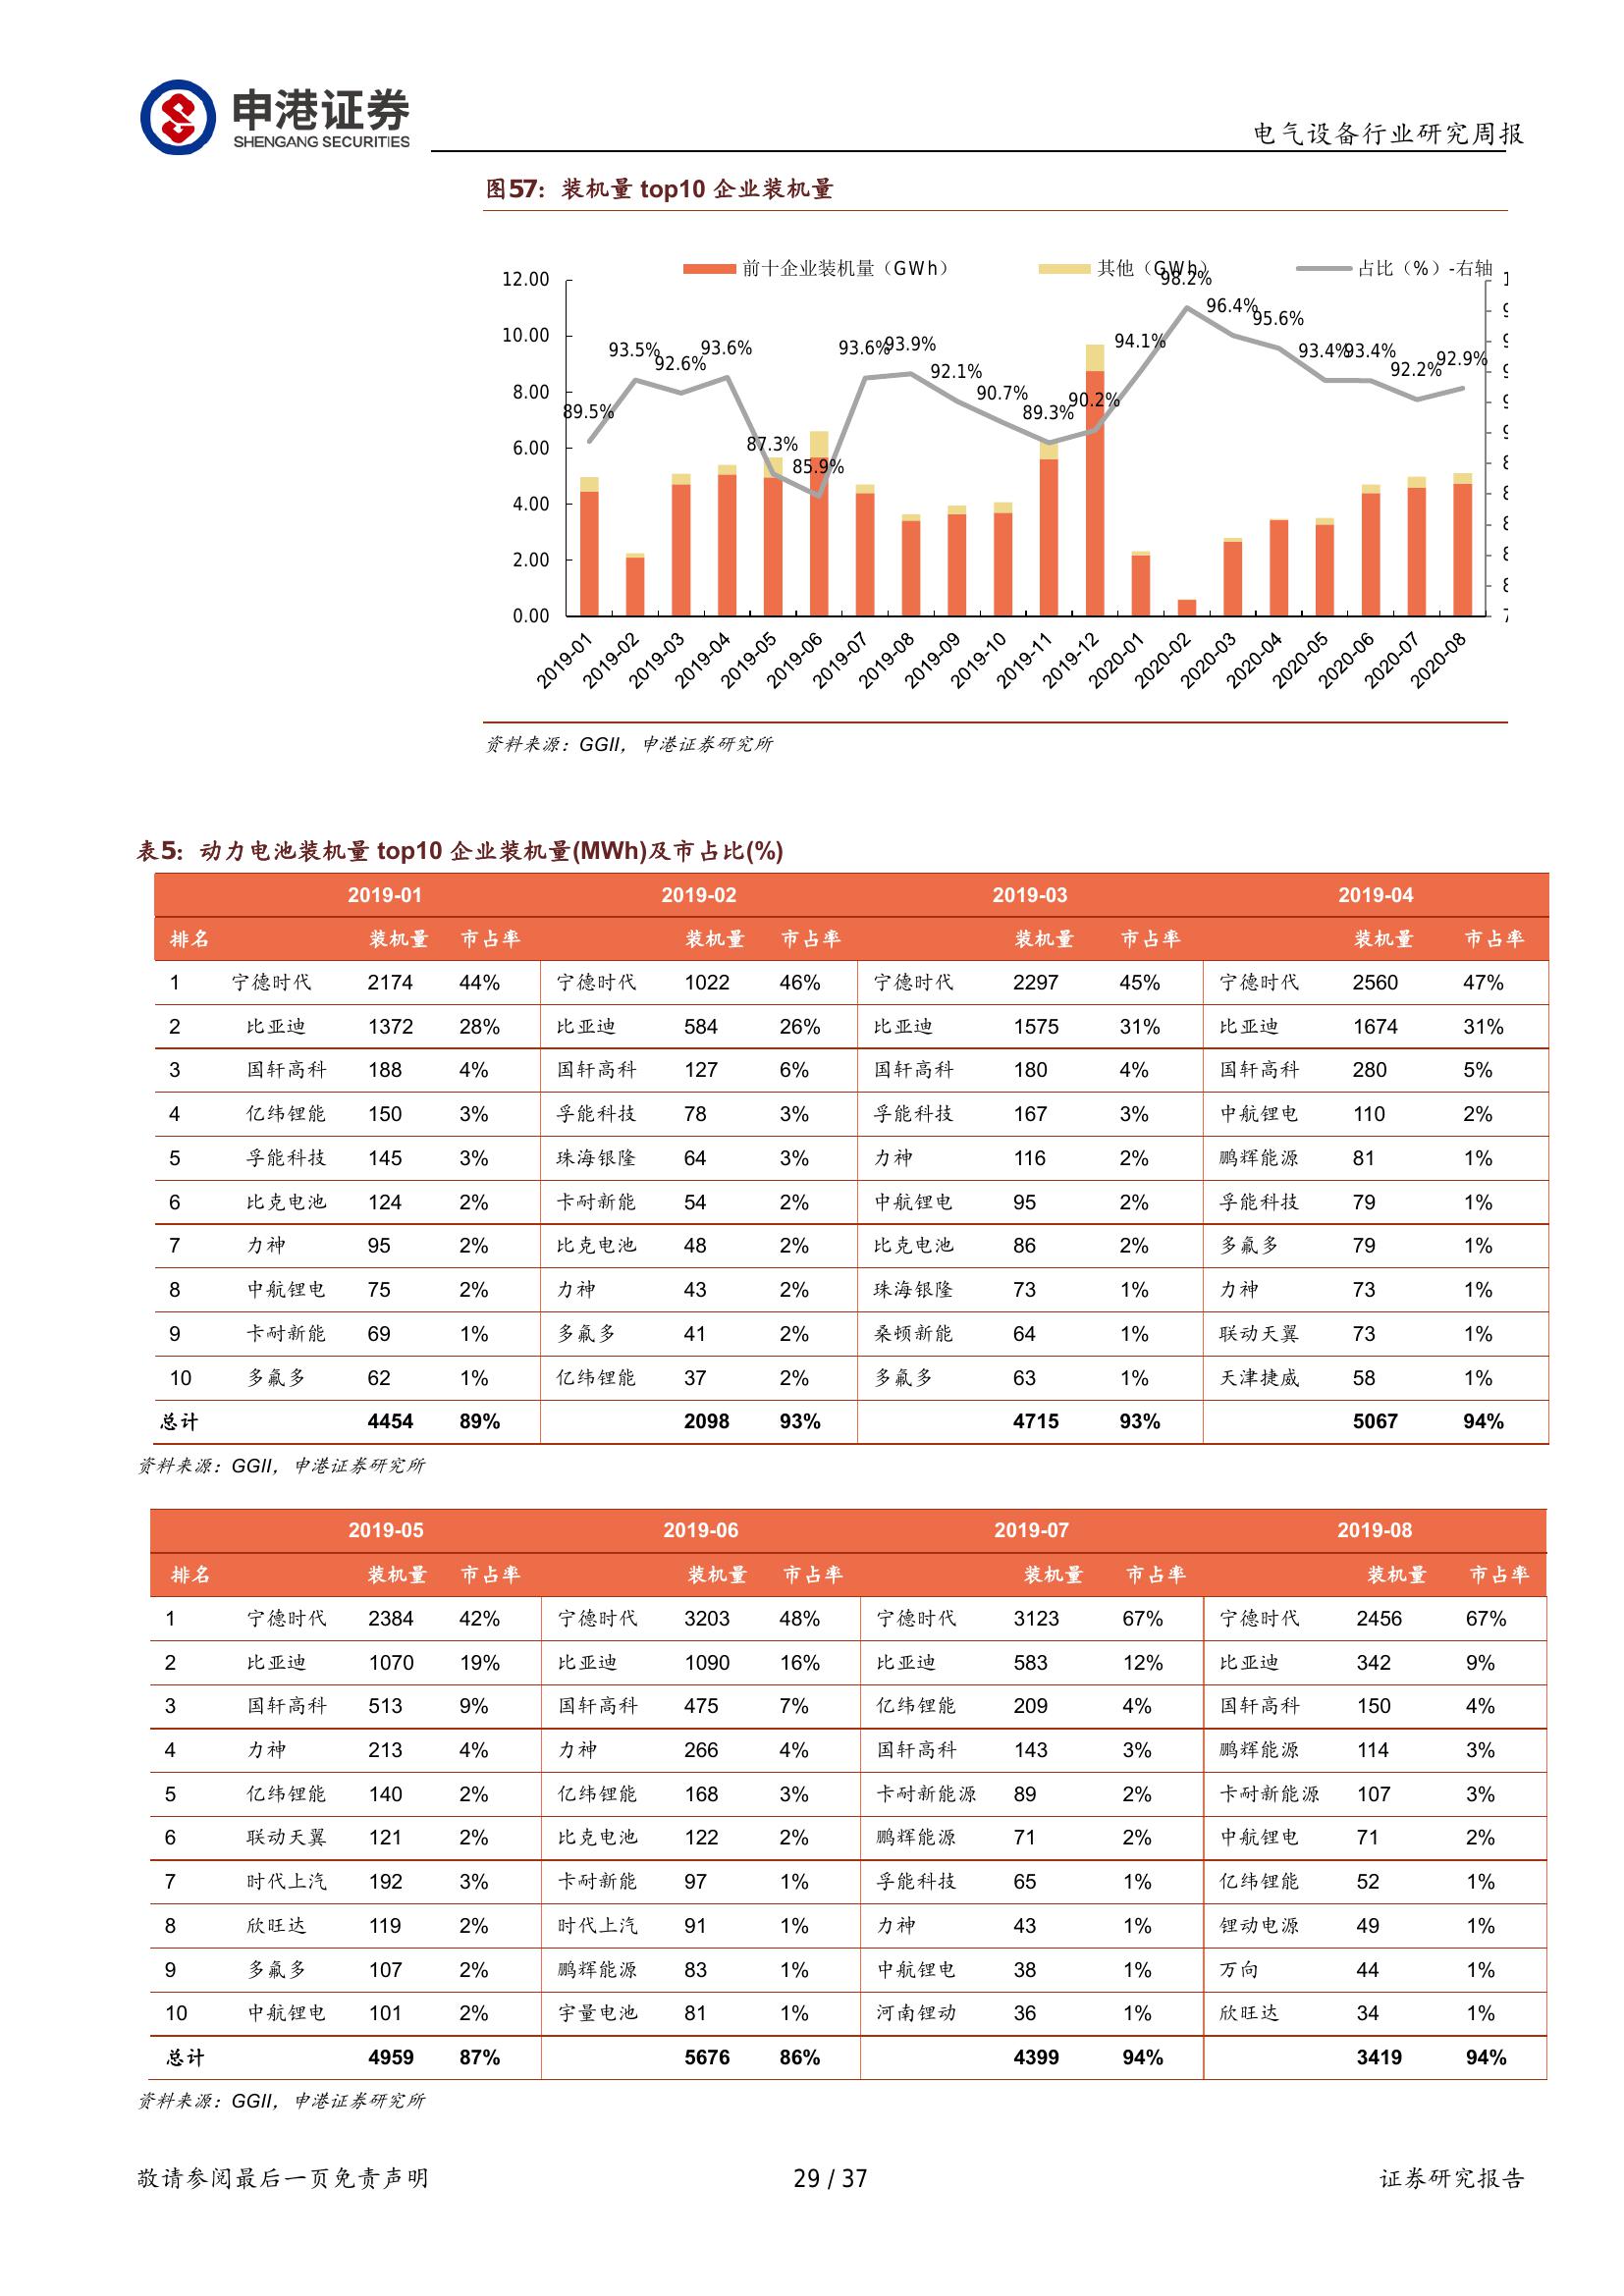 申港证券
SHENGANG SECURITIES
电气设备行业研究周报
图57：装机量 top10 企业装机量
前十企业装机量（GWh） 其他（GWh） 占比（%）-右轴
12.00
10.00
8.00
6.00
4.00
2.00
0.00
89.5% 93.5% 92.6% 93.6% 87.3% 85.9% 93.6% 93.9% 92.1% 90.7% 89.3% 90.2% 94.1% 98.2% 96.4% 95.6% 93.4% 93.4% 92.2% 92.9%
2019-01 2019-02 2019-03 2019-04 2019-05 2019-06 2019-07 2019-08 2019-09 2019-10 2019-11 2019-12 2020-01 2020-02 2020-03 2020-04 2020-05 2020-06 2020-07 2020-08
资料来源：GGII，申港证券研究所
表5：动力电池装机量 top10 企业装机量(MWh)及市占比(%)
2019-01 2019-02 2019-03 2019-04
排名 装机量 市占率 装机量 市占率 装机量 市占率 装机量 市占率
1 宁德时代 2174 44% 宁德时代 1022 46% 宁德时代 2297 45% 宁德时代 2560 47%
2 比亚迪 1372 28% 比亚迪 584 26% 比亚迪 1575 31% 比亚迪 1674 31%
3 国轩高科 188 4% 国轩高科 127 6% 国轩高科 180 4% 国轩高科 280 5%
4 亿纬锂能 150 3% 孚能科技 78 3% 孚能科技 167 3% 中航锂电 110 2%
5 孚能科技 145 3% 珠海银隆 64 3% 力神 116 2% 鹏辉能源 81 1%
6 比克电池 124 2% 卡耐新能 54 2% 中航锂电 95 2% 孚能科技 79 1%
7 力神 95 2% 比克电池 48 2% 比克电池 86 2% 多氟多 79 1%
8 中航锂电 75 2% 力神 43 2% 珠海银隆 73 1% 力神 73 1%
9 卡耐新能 69 1% 多氟多 41 2% 桑顿新能 64 1% 联动天翼 73 1%
10 多氟多 62 1% 亿纬锂能 37 2% 多氟多 63 1% 天津捷威 58 1%
总计 4454 89% 2098 93% 4715 93% 5067 94%
资料来源：GGII，申港证券研究所
2019-05 2019-06 2019-07 2019-08
排名 装机量 市占率 装机量 市占率 装机量 市占率 装机量 市占率
1 宁德时代 2384 42% 宁德时代 3203 48% 宁德时代 3123 67% 宁德时代 2456 67%
2 比亚迪 1070 19% 比亚迪 1090 16% 比亚迪 583 12% 比亚迪 342 9%
3 国轩高科 513 9% 国轩高科 475 7% 亿纬锂能 209 4% 国轩高科 150 4%
4 力神 213 4% 力神 266 4% 国轩高科 143 3% 鹏辉能源 114 3%
5 亿纬锂能 140 2% 亿纬锂能 168 3% 卡耐新能源 89 2% 卡耐新能源 107 3%
6 联动天翼 121 2% 比克电池 122 2% 鹏辉能源 71 2% 中航锂电 71 2%
7 时代上汽 192 3% 卡耐新能 97 1% 孚能科技 65 1% 亿纬锂能 52 1%
8 欣旺达 119 2% 时代上汽 91 1% 力神 43 1% 锂动电源 49 1%
9 多氟多 107 2% 鹏辉能源 83 1% 中航锂电 38 1% 万向 44 1%
10 中航锂电 101 2% 宇量电池 81 1% 河南锂动 36 1% 欣旺达 34 1%
总计 4959 87% 5676 86% 4399 94% 3419 94%
资料来源：GGII，申港证券研究所
敬请参阅最后一页免责声明 29 / 37 证券研究报告